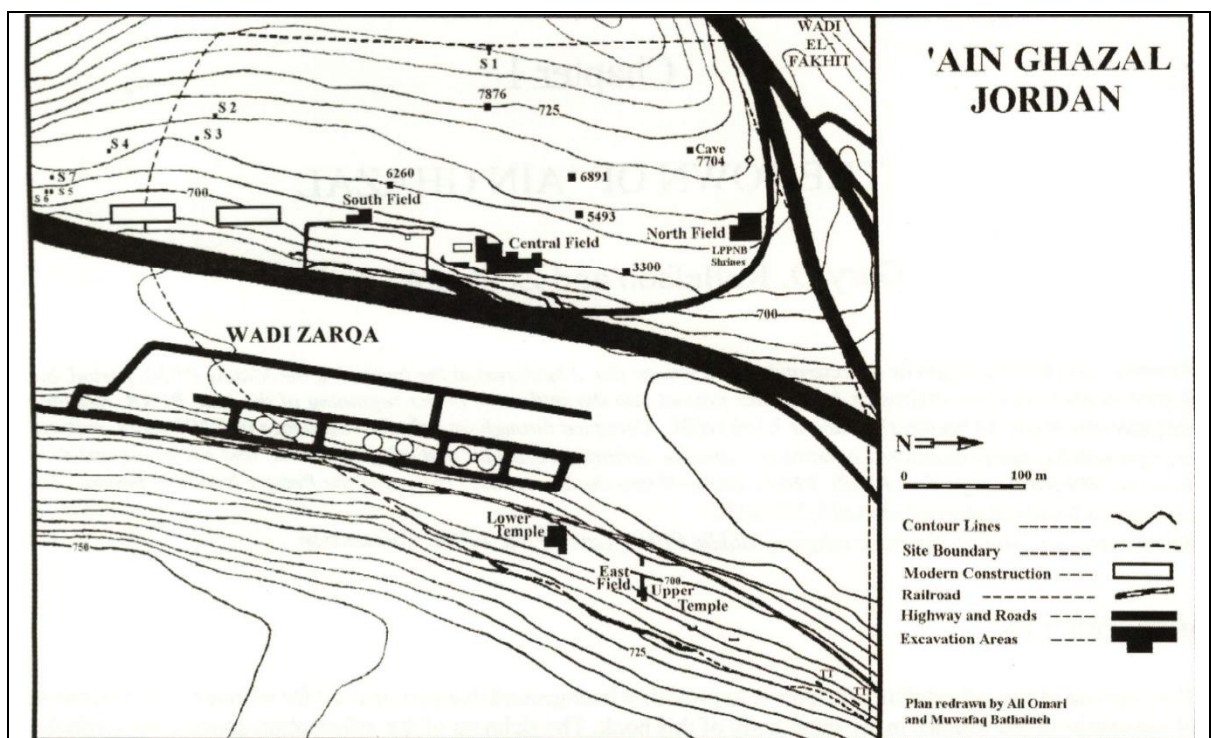 'AIN GHAZAL
JORDAN
WADI
EL-
FAKHIT
S 1
7876
725
S 2
S 3
S 4
Cave
7704
S 7
S 5
S 6
6260
6891
700
South Field
5493
North Field
Central Field
LPPNB
Shrines
3300
700
WADI ZARQA
N
0 100 m
Lower
Temple
750
East
Field
700
Upper
Temple
725
TT
TT
Contour Lines
Site Boundary
Modern Construction
Railroad
Highway and Roads
Excavation Areas
Plan redrawn by Ali Omari
and Muwafaq Bathaineh